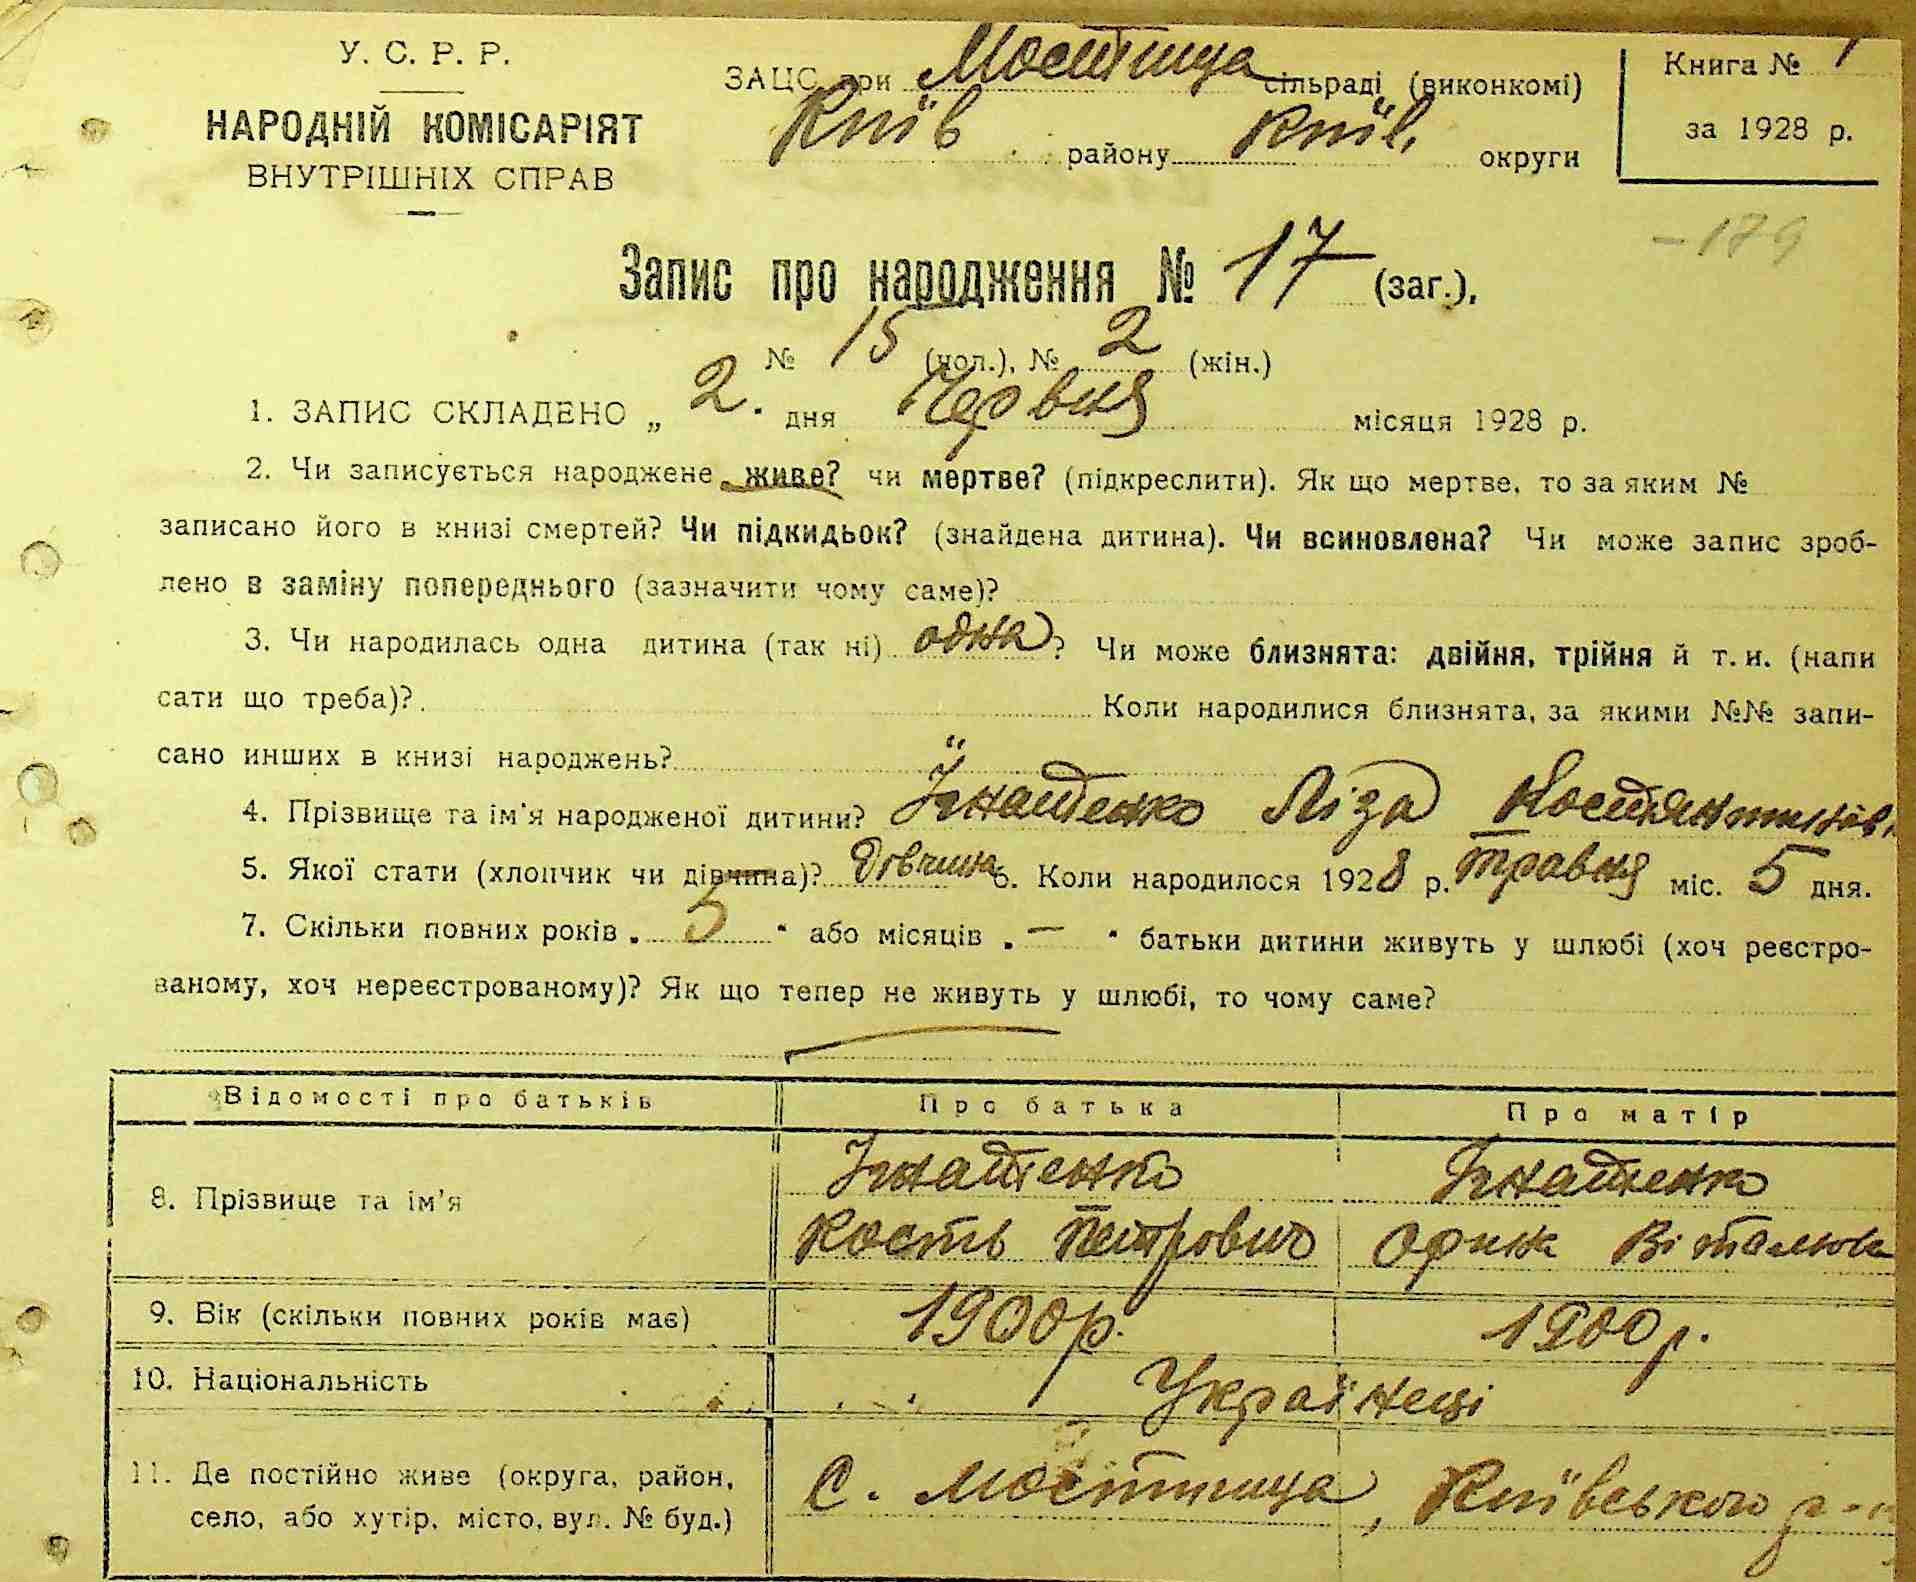 У. С. Р. Р.
НАРОДНІЙ КОМІСАРІЯТ
ВНУТРІШНІХ СПРАВ
ЗАЦС при Мостища сільраді (виконкомі)
Київ району Київ. округи
Книга № 1
за 1928 р.
-179
Запис про народження № 17 (заг.),
№ 15 (чол.), № 2 (жін.)
1. ЗАПИС СКЛАДЕНО „ 2. дня Червня місяця 1928 р.
2. Чи записується народжене живе? чи мертве? (підкреслити). Як що мертве, то за яким №
записано його в книзі смертей? Чи підкидьок? (знайдена дитина). Чи всиновлена? Чи може запис зроб-
лено в заміну попереднього (зазначити чому саме)?
3. Чи народилась одна дитина (так ні) одна? Чи може близнята: двійня, трійня й т. и. (напи
сати що треба)? Коли народилися близнята, за якими №№ запи-
сано инших в книзі народжень?
4. Прізвище та ім'я народженої дитини? Ігнатенко Ліза Костянтинів
5. Якої стати (хлопчик чи дівчина)? Дівчина 6. Коли народилося 1928 р. травня міс. 5 дня.
7. Скільки повних років „ 5 " або місяців „ — " батьки дитини живуть у шлюбі (хоч реєстро-
ваному, хоч нереєстрованому)? Як що тепер не живуть у шлюбі, то чому саме?
Відомості про батьків Про батька Про матір
8. Прізвище та ім'я Ігнатенко Ігнатенко
Кость Петрович
9. Вік (скільки повних років має) 1900р. 1900р.
10. Національність Українеці
11. Де постійно живе (округа, район,
село, або хутір, місто, вул. № буд.) С. Мостища, Київського р-н